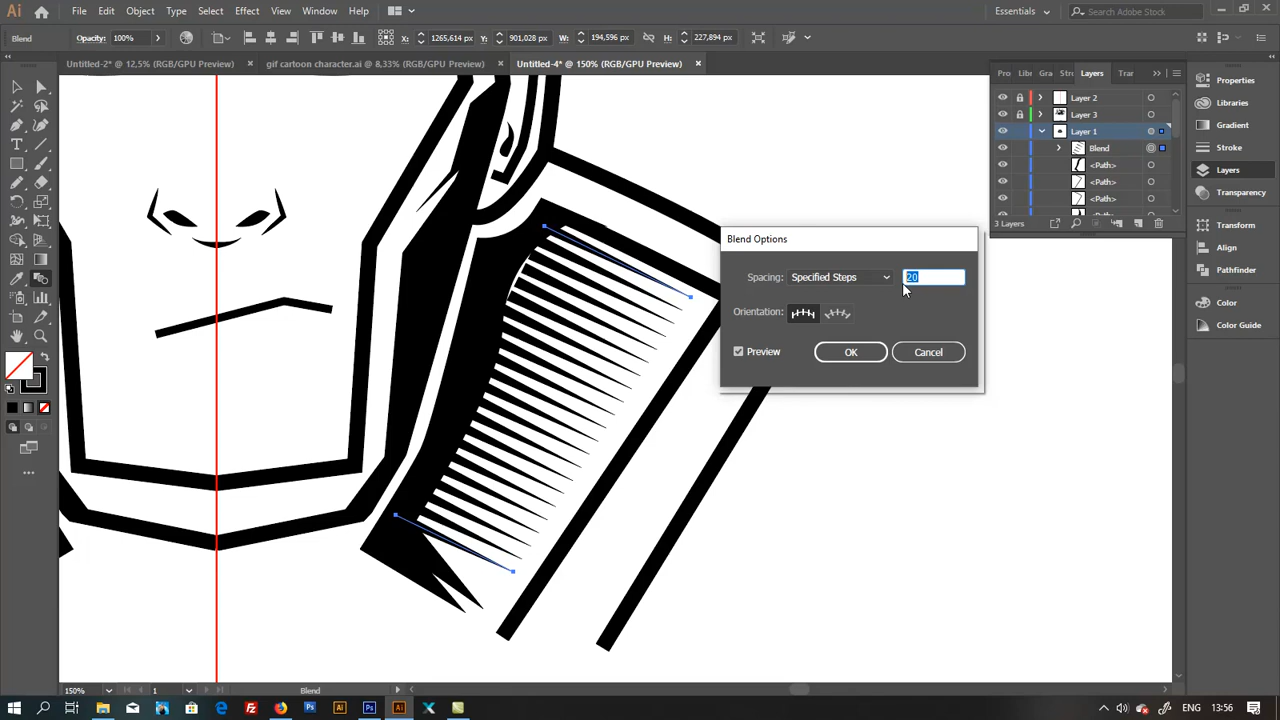 Ai File Edit Object Type Select Effect View Window Help Essentials Search Adobe Stock
Blend Opacity: 100% X: 1265,614 px Y: 901,028 px W: 194,596 px H: 227,894 px
Untitled-2* @ 12,5% (RGB/GPU Preview) × gif cartoon character.ai @ 8,33% (RGB/GPU Preview) × Untitled-4* @ 150% (RGB/GPU Preview) ×
Pro Libr Gra Str Layers Tran
Layer 2
Layer 3
Layer 1
Blend
<Path>
<Path>
<Path>
3 Layers
Properties
Libraries
Gradient
Stroke
Layers
Transparency
Transform
Align
Pathfinder
Color
Color Guide
Blend Options
Spacing: Specified Steps 20
Orientation:
Preview OK Cancel
150% 1 Blend
Ps Ai Ps Ai ENG 13:56